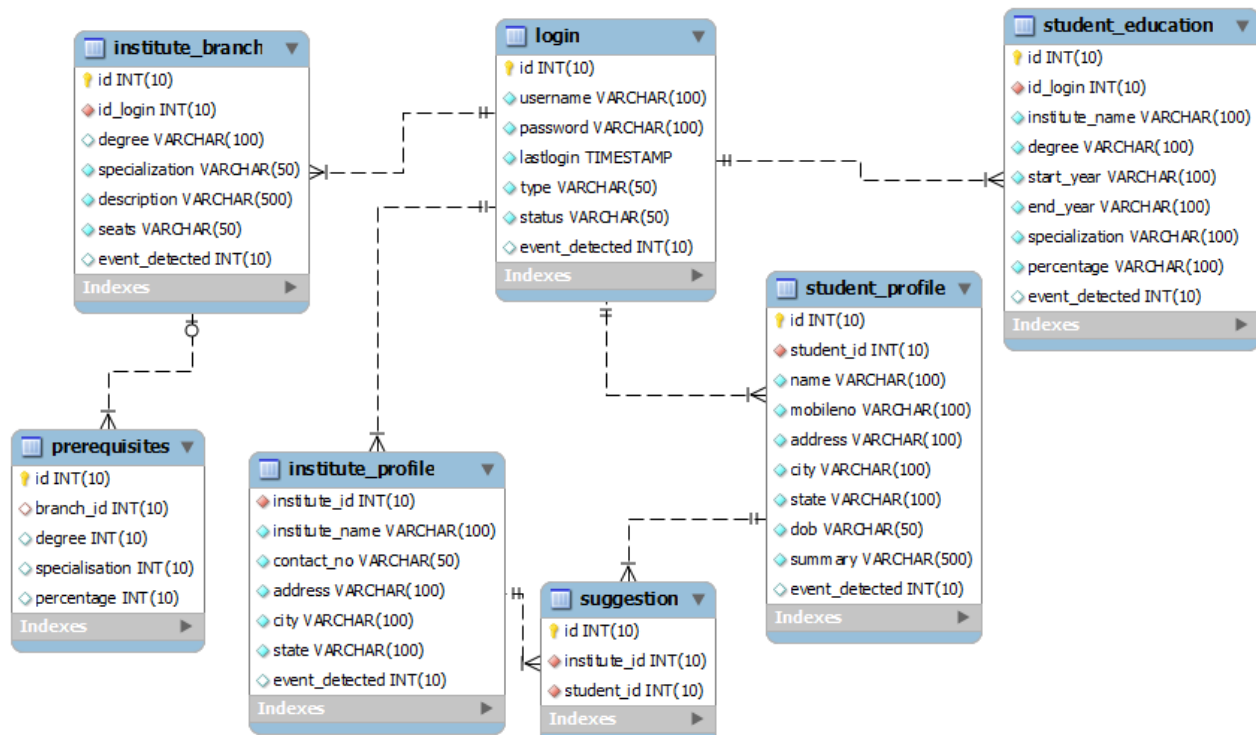 institute_branch
id INT(10)
id_login INT(10)
degree VARCHAR(100)
specialization VARCHAR(50)
description VARCHAR(500)
seats VARCHAR(50)
event_detected INT(10)
Indexes
login
id INT(10)
username VARCHAR(100)
password VARCHAR(100)
lastlogin TIMESTAMP
type VARCHAR(50)
status VARCHAR(50)
event_detected INT(10)
Indexes
student_education
id INT(10)
id_login INT(10)
institute_name VARCHAR(100)
degree VARCHAR(100)
start_year VARCHAR(100)
end_year VARCHAR(100)
specialization VARCHAR(100)
percentage VARCHAR(100)
event_detected INT(10)
Indexes
student_profile
id INT(10)
student_id INT(10)
name VARCHAR(100)
mobileno VARCHAR(100)
address VARCHAR(100)
city VARCHAR(100)
state VARCHAR(100)
dob VARCHAR(50)
summary VARCHAR(500)
event_detected INT(10)
Indexes
prerequisites
id INT(10)
branch_id INT(10)
degree INT(10)
specialisation INT(10)
percentage INT(10)
Indexes
institute_profile
institute_id INT(10)
institute_name VARCHAR(100)
contact_no VARCHAR(50)
address VARCHAR(100)
city VARCHAR(100)
state VARCHAR(100)
event_detected INT(10)
Indexes
suggestion
id INT(10)
institute_id INT(10)
student_id INT(10)
Indexes